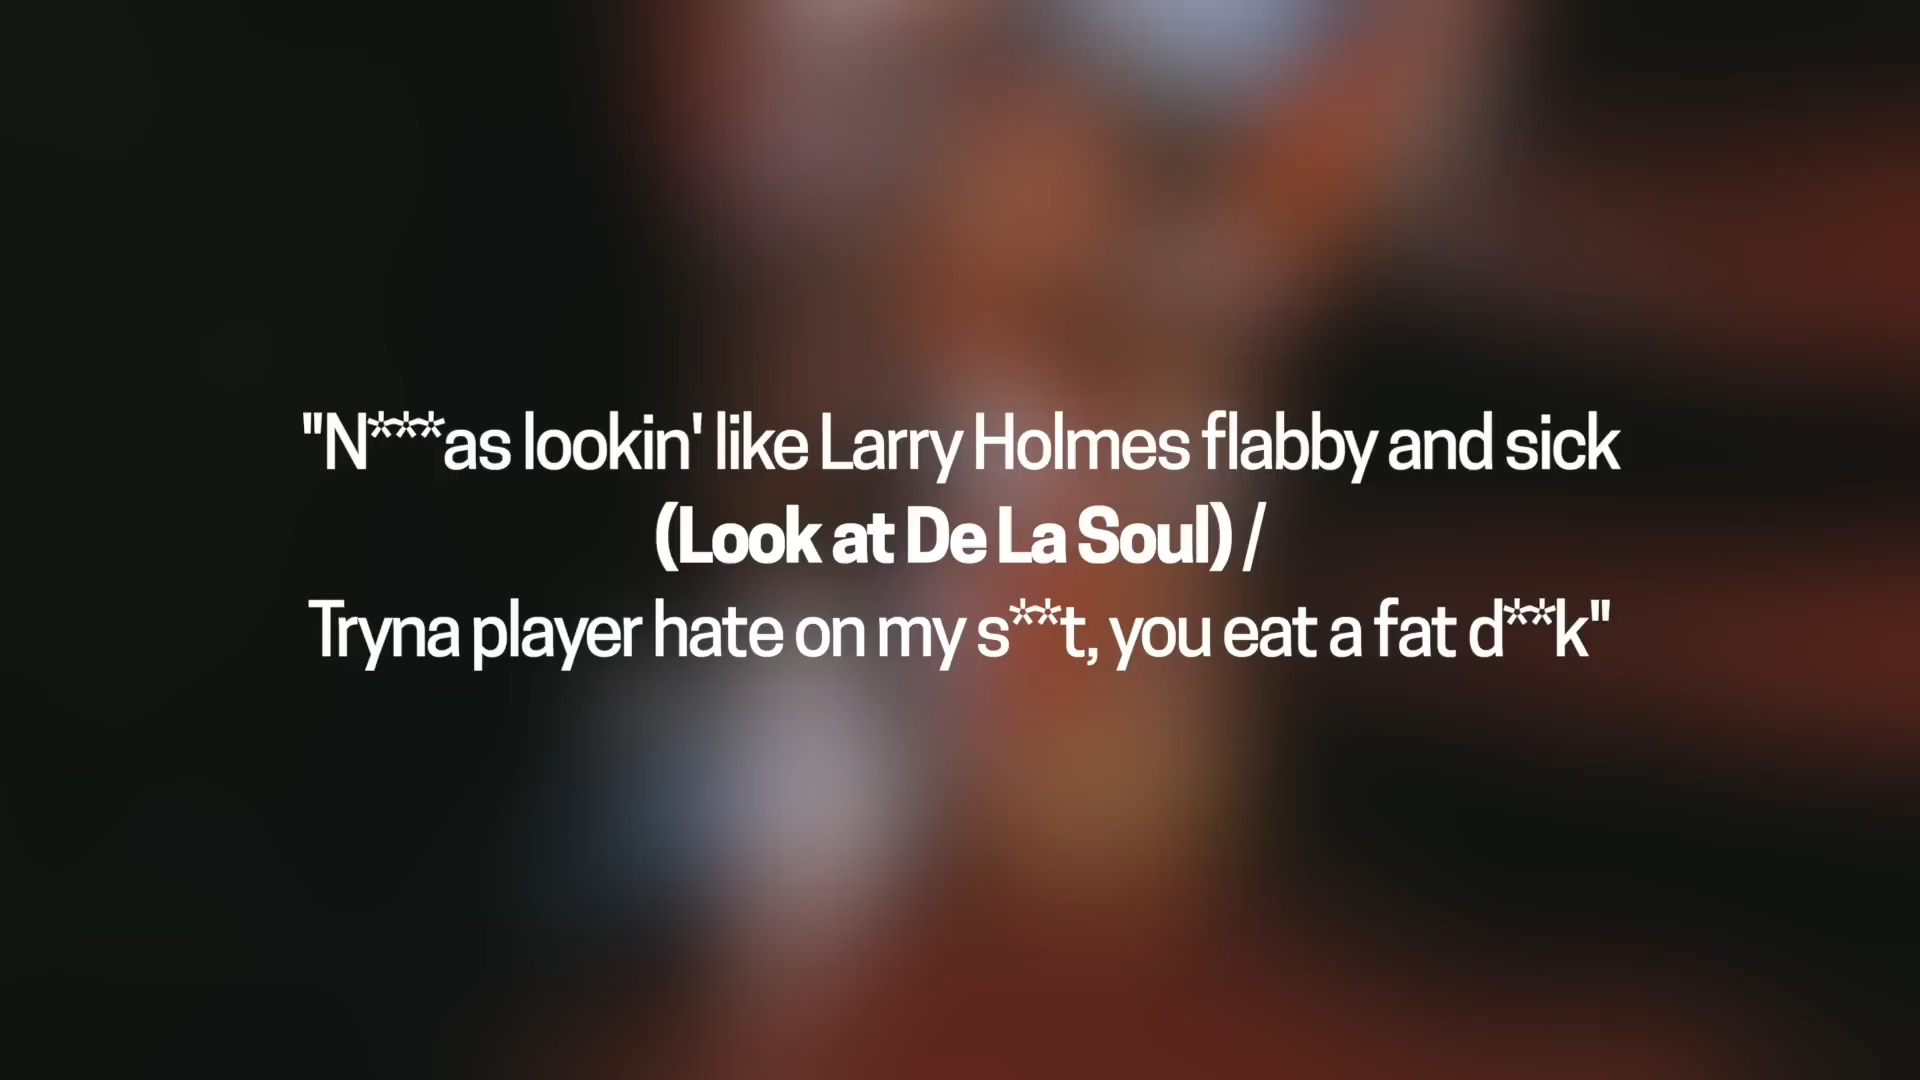 "N***as lookin' like Larry Holmes flabby and sick
(Look at De La Soul) /
Tryna player hate on my s**t, you eat a fat d**k"